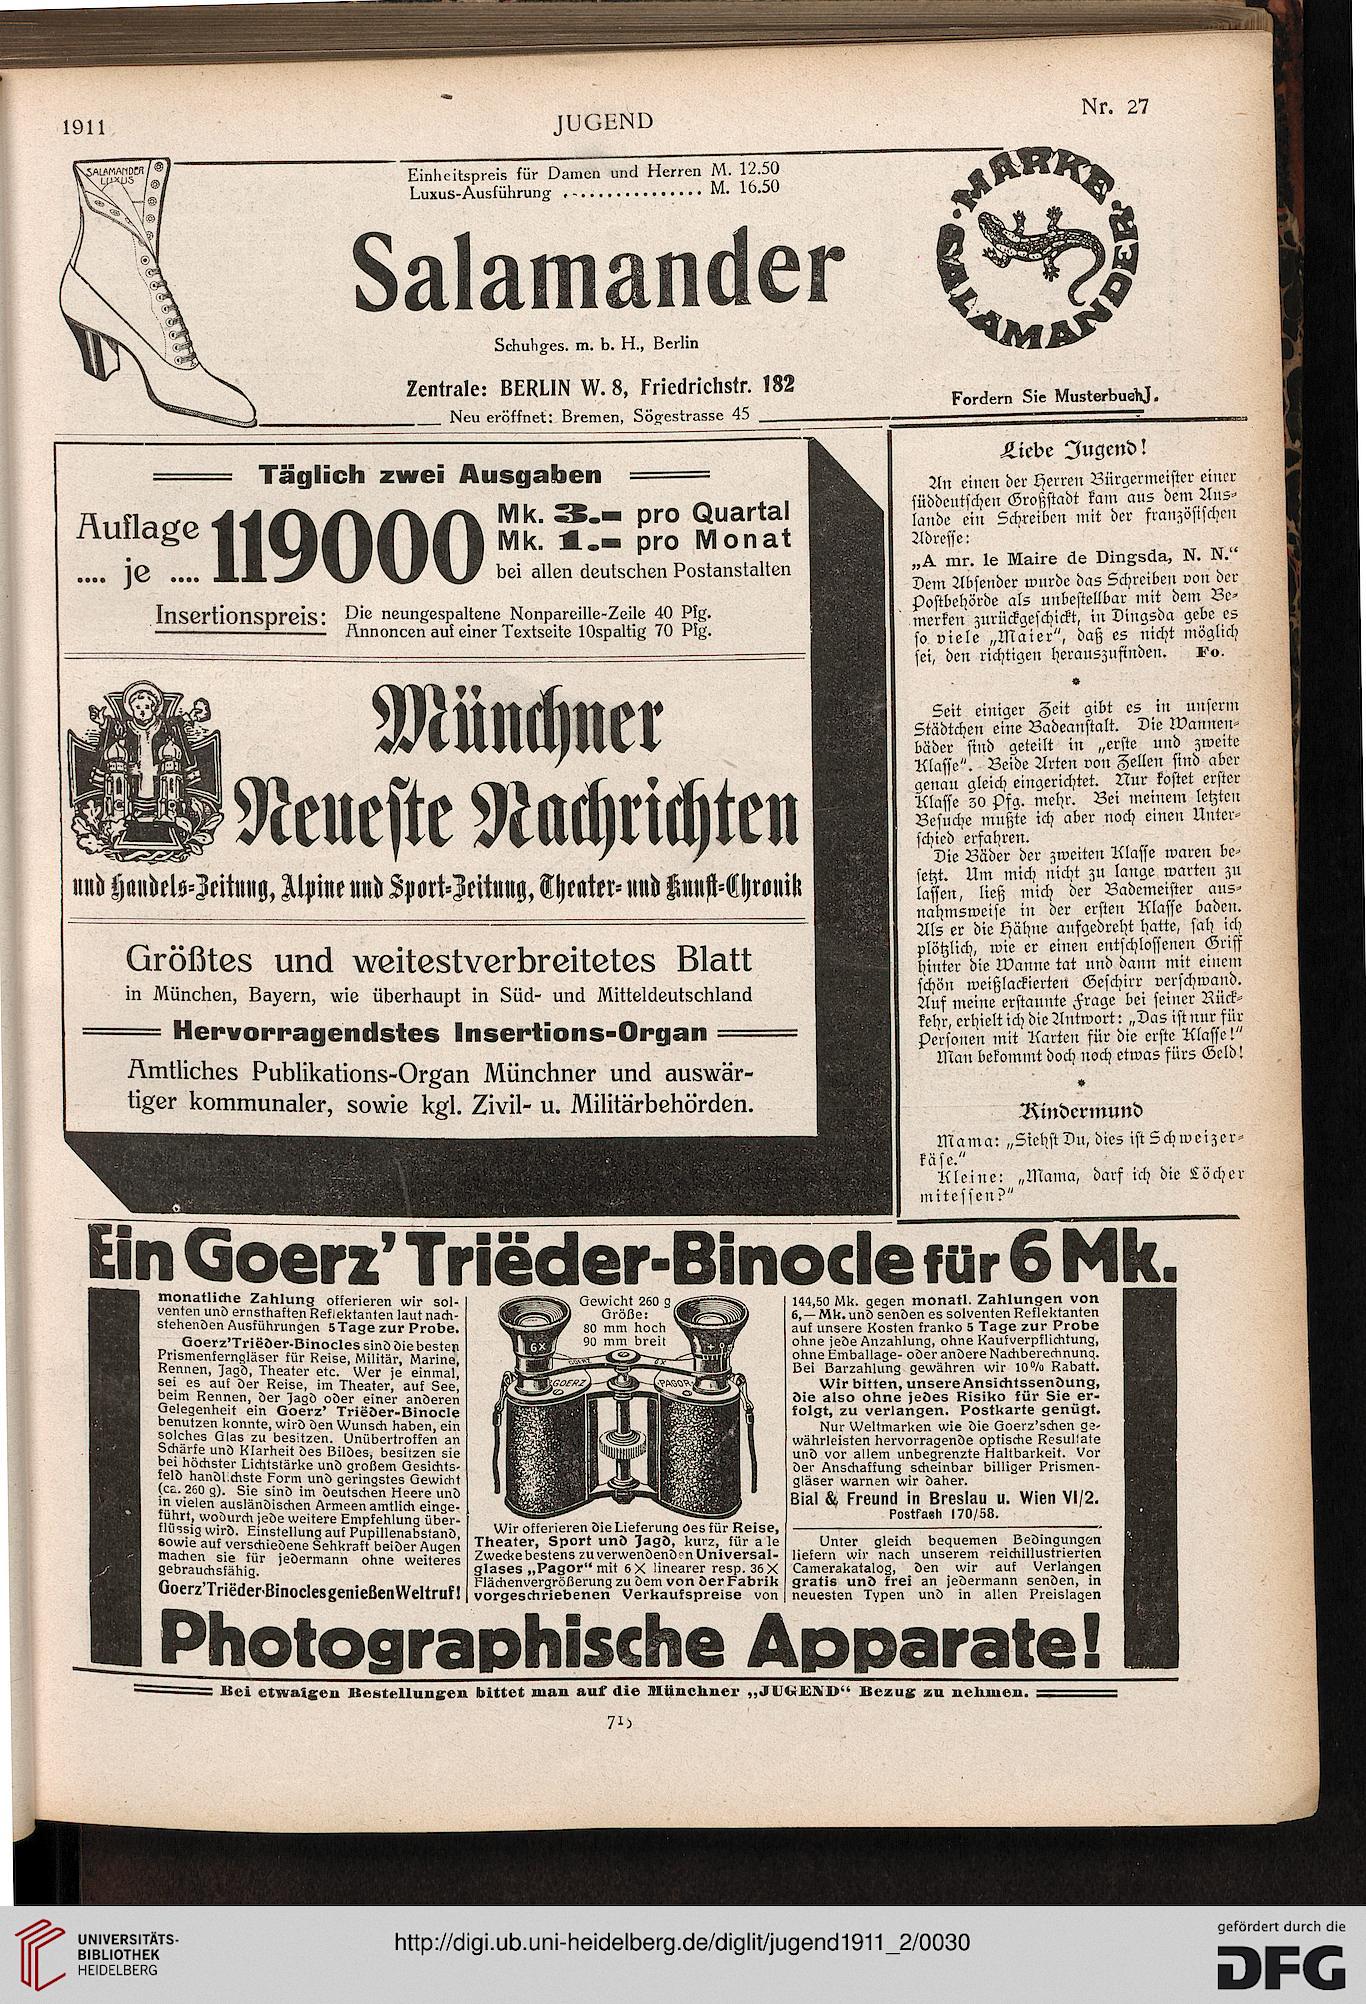 1911
JUGEND
Nr. 27
SALAMANDER
LUXUS
Einheitspreis für Damen und Herren M. 12.50
Luxus-Ausführung . . . . . . . . . . . . . . . M. 16.50
Salamander
Schuhges. m. b. H., Berlin
Zentrale: BERLIN W. 8, Friedrichstr. 182
Neu eröffnet: Bremen, Sögestrasse 45
MARKE SALAMANDER
Fordern Sie Musterbuch J.
Täglich zwei Ausgaben
Auflage
.... je ....
119000
Mk. 3.— pro Quartal
Mk. 1.— pro Monat
bei allen deutschen Postanstalten
Insertionspreis:
Die neungespaltene Nonpareille-Zeile 40 Pfg.
Annoncen auf einer Textseite 10spaltig 70 Pfg.
Münchner
Neueste Nachrichten
und Handels-Zeitung, Alpine und Sport-Zeitung, Theater- und Kunst-Chronik
Größtes und weitestverbreitetes Blatt
in München, Bayern, wie überhaupt in Süd- und Mitteldeutschland
Hervorragendstes Insertions-Organ
Amtliches Publikations-Organ Münchner und auswär-
tiger kommunaler, sowie kgl. Zivil- u. Militärbehörden.
Liebe Jugend!
An einen der Herren Bürgermeister einer
süddeutschen Großstadt kam aus dem Aus-
lande ein Schreiben mit der französischen
Adresse:
„A mr. le Maire de Dingsda, N. N.“
Dem Absender wurde das Schreiben von der
Postbehörde als unbestellbar mit dem Be-
merken zurückgeschickt, in Dingsda gebe es
so viele „Maier“, daß es nicht möglich
sei, den richtigen herauszufinden. Fo.
*
Seit einiger Zeit gibt es in unserm
Städtchen eine Badeanstalt. Die Wannen-
bäder sind geteilt in „erste und zweite
Klasse“. Beide Arten von Zellen sind aber
genau gleich eingerichtet. Nur kostet erster
Klasse 30 Pfg. mehr. Bei meinem letzten
Besuche mußte ich aber noch einen Unter-
schied erfahren.
Die Bäder der zweiten Klasse waren be-
setzt. Um mich nicht zu lange warten zu
lassen, ließ mich der Bademeister aus-
nahmsweise in der ersten Klasse baden.
Als er die Hähne aufgedreht hatte, sah ich
plötzlich, wie er einen entschlossenen Griff
hinter die Wanne tat und dann mit einem
schön weißlackierten Geschirr verschwand.
Auf meine erstaunte Frage bei seiner Rück-
kehr, erhielt ich die Antwort: „Das ist nur für
Personen mit Karten für die erste Klasse!“
Man bekommt doch noch etwas fürs Geld!
*
Kindermund
Mama: „Siehst Du, dies ist Schweizer-
käse.“
Kleine: „Mama, darf ich die Löcher
mitessen?“
Ein Goerz' Triëder-Binocle für 6 Mk.
monatliche Zahlung offerieren wir sol-
venten und ernsthaften Reflektanten laut nach-
stehenden Ausführungen 5 Tage zur Probe.
Goerz'Triëder-Binocles sind die besten
Prismenferngläser für Reise, Militär, Marine,
Rennen, Jagd, Theater etc. Wer je einmal,
sei es auf der Reise, im Theater, auf See,
beim Rennen, der Jagd oder einer anderen
Gelegenheit ein Goerz' Triëder-Binocle
benutzen konnte, wird den Wunsch haben, ein
solches Glas zu besitzen. Unübertroffen an
Schärfe und Klarheit des Bildes, besitzen sie
bei höchster Lichtstärke und großem Gesichts-
feld handlichste Form und geringstes Gewicht
(ca. 260 g). Sie sind im deutschen Heere und
in vielen ausländischen Armeen amtlich einge-
führt, wodurch jede weitere Empfehlung über-
flüssig wird. Einstellung auf Pupillenabstand,
sowie auf verschiedene Sehkraft beider Augen
machen sie für jedermann ohne weiteres
gebrauchsfähig.
Goerz'Triëder-Binocles genießen Weltruf!
Gewicht 260 g
Größe:
80 mm hoch
90 mm breit
6X
GOERZ
6X
GOERZ
PAGOR
Wir offerieren die Lieferung des für Reise,
Theater, Sport und Jagd, kurz, für alle
Zwecke bestens zu verwendenden Universal-
glases „Pagor“ mit 6 X linearer resp. 36 X
Flächenvergrößerung zu dem von der Fabrik
vorgeschriebenen Verkaufspreise von
144,50 Mk. gegen monatl. Zahlungen von
6,— Mk. und senden es solventen Reflektanten
auf unsere Kosten franko 5 Tage zur Probe
ohne jede Anzahlung, ohne Kaufverpflichtung,
ohne Emballage- oder andere Nachberechnung.
Bei Barzahlung gewähren wir 10% Rabatt.
Wir bitten, unsere Ansichtssendung,
die also ohne jedes Risiko für Sie er-
folgt, zu verlangen. Postkarte genügt.
Nur Weltmarken wie die Goerz'schen ge-
währleisten hervorragende optische Resultate
und vor allem unbegrenzte Haltbarkeit. Vor
der Anschaffung scheinbar billiger Prismen-
gläser warnen wir daher.
Bial & Freund in Breslau u. Wien VI/2.
Postfach 170/58.
Unter gleich bequemen Bedingungen
liefern wir nach unserem reichillustrierten
Camerakatalog, den wir auf Verlangen
gratis und frei an jedermann senden, in
neuesten Typen und in allen Preislagen
Photographische Apparate!
Bei etwaigen Bestellungen bittet man auf die Münchner „JUGEND“ Bezug zu nehmen.
UNIVERSITÄTS-
BIBLIOTHEK
HEIDELBERG
http://digi.ub.uni-heidelberg.de/diglit/jugend1911_2/0030
gefördert durch die
DFG